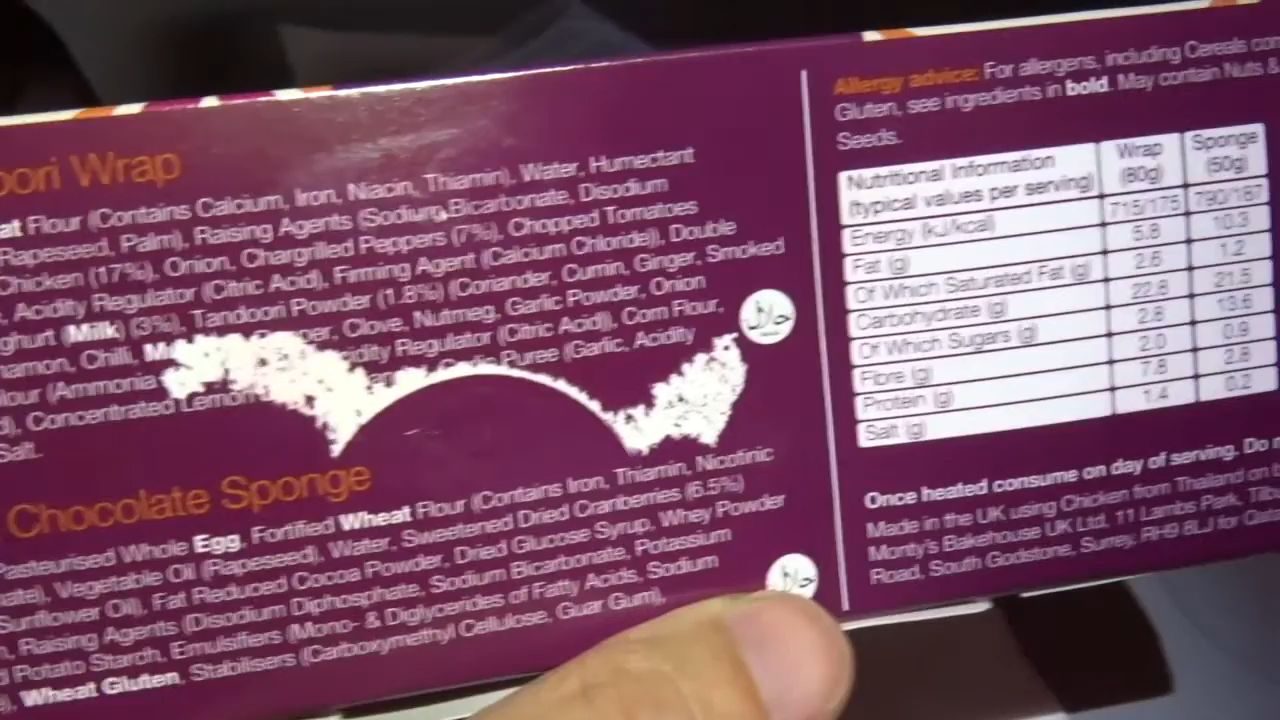 oori Wrap
at Flour (Contains Calcium, Iron, Niacin, Thiamin), Water, Humectant
Rapeseed, Palm), Raising Agents (Sodium Bicarbonate, Disodium
Chicken (17%), Onion, Chargrilled Peppers (7%), Chopped Tomatoes
, Acidity Regulator (Citric Acid), Firming Agent (Calcium Chloride)), Double
ghurt (Milk) (3%), Tandoori Powder (1.8%) (Coriander, Cumin, Ginger, Smoked
namon, Chilli, Clove, Nutmeg, Garlic Powder, Onion
lour (Ammonia idity Regulator (Citric Acid)), Corn Flour,
d), Concentrated Lemon Puree (Garlic, Acidity
Salt.
حلال
Chocolate Sponge
Pasteurised Whole Egg, Fortified Wheat Flour (Contains Iron, Thiamin, Nicotinic
ate), Vegetable Oil (Rapeseed), Water, Sweetened Dried Cranberries (6.5%)
Sunflower Oil), Fat Reduced Cocoa Powder, Dried Glucose Syrup, Whey Powder
, Raising Agents (Disodium Diphosphate, Sodium Bicarbonate, Potassium
d Potato Starch, Emulsifiers (Mono- & Diglycerides of Fatty Acids, Sodium
), Wheat Gluten, Stabilisers (Carboxymethyl Cellulose, Guar Gum),
حلال
Allergy advice: For allergens, including Cereals con
Gluten, see ingredients in bold. May contain Nuts &
Seeds.
Nutritional Information (typical values per serving) Wrap (80g) Sponge (50g)
Energy (kJ/kcal) 715/175 790/187
Fat (g) 5.8 10.3
Of Which Saturated Fat (g) 2.6 1.2
Carbohydrate (g) 22.8 21.5
Of Which Sugars (g) 2.8 13.6
Fibre (g) 2.0 0.9
Protein (g) 7.8 2.8
Salt (g) 1.4 0.2
Once heated consume on day of serving. Do
Made in the UK using Chicken from Thailand on
Monty's Bakehouse UK Ltd, 11 Lambs Park, Tilb
Road, South Godstone, Surrey, RH9 8LJ for